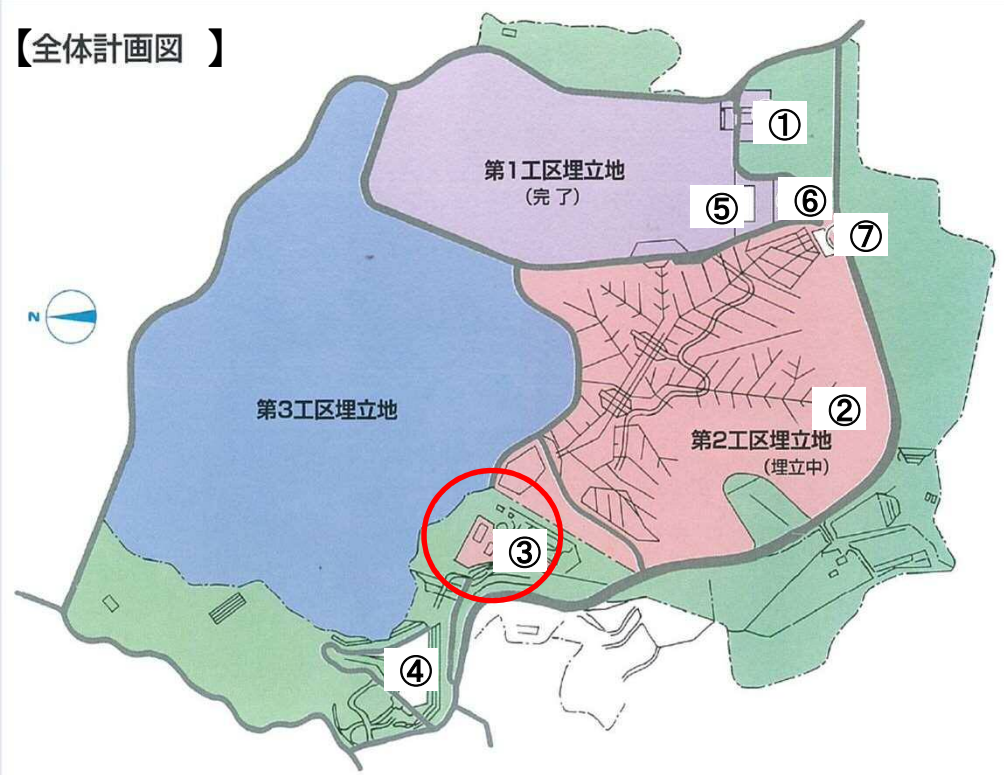 【全体計画図 】
①
第1工区埋立地
(完了)
⑤
⑥
⑦
N
第3工区埋立地
②
第2工区埋立地
(埋立中)
③
④